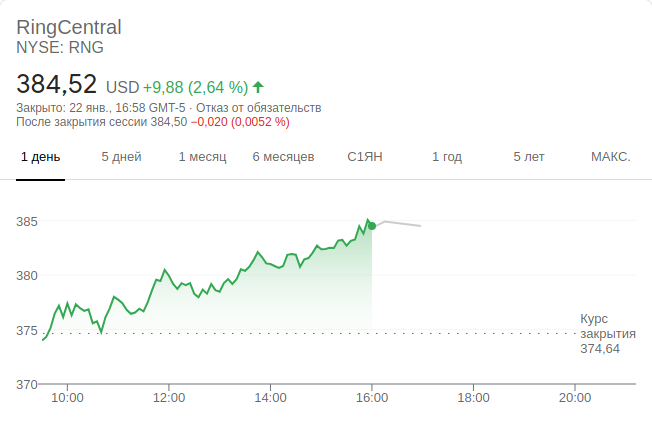 RingCentral
NYSE: RNG
384,52 USD +9,88 (2,64 %)
Закрыто: 22 янв., 16:58 GMT-5 · Отказ от обязательств
После закрытия сессии 384,50 −0,020 (0,0052 %)
1 день 5 дней 1 месяц 6 месяцев С1ЯН 1 год 5 лет МАКС.
385
380
375
370
Курс
закрытия
374,64
10:00 12:00 14:00 16:00 18:00 20:00